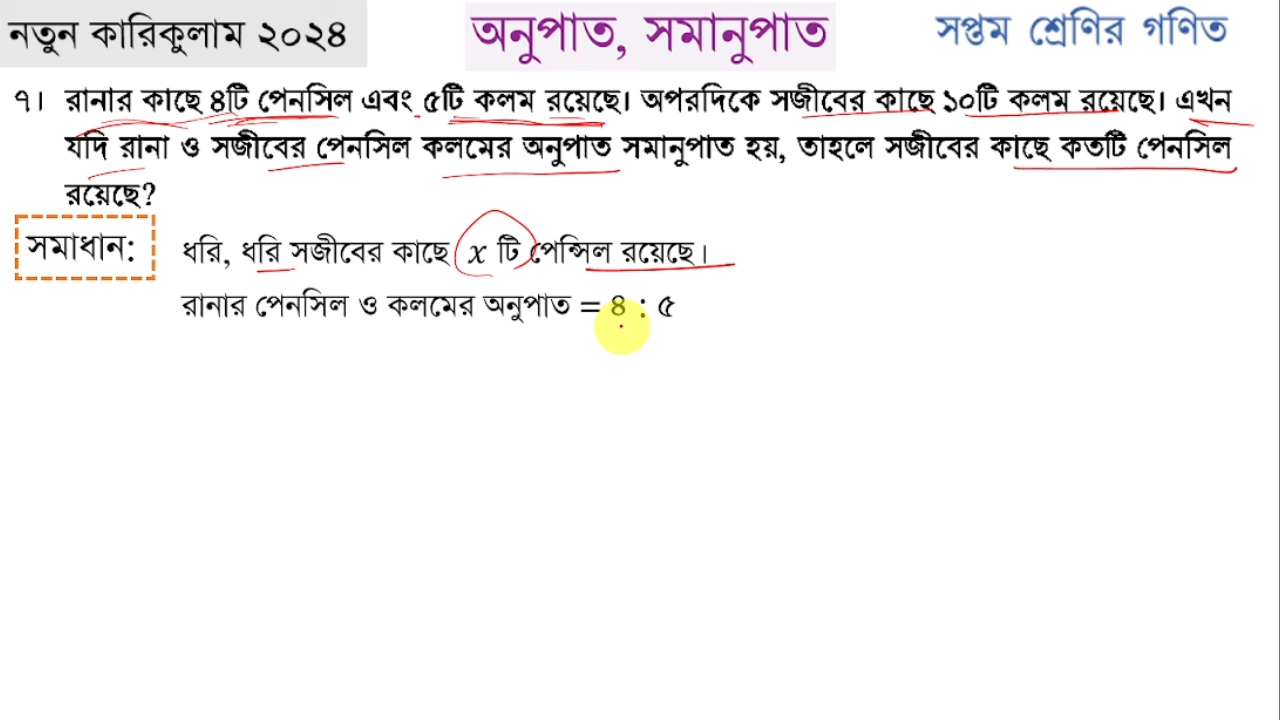 নতুন কারিকুলাম ২০২৪
অনুপাত, সমানুপাত
সপ্তম শ্রেণির গণিত
৭। রানার কাছে ৪টি পেনসিল এবং ৫টি কলম রয়েছে। অপরদিকে সজীবের কাছে ১০টি কলম রয়েছে। এখন
যদি রানা ও সজীবের পেনসিল কলমের অনুপাত সমানুপাত হয়, তাহলে সজীবের কাছে কতটি পেনসিল
রয়েছে?
সমাধান:
ধরি, ধরি সজীবের কাছে x টি পেন্সিল রয়েছে।
রানার পেনসিল ও কলমের অনুপাত = ৪ : ৫